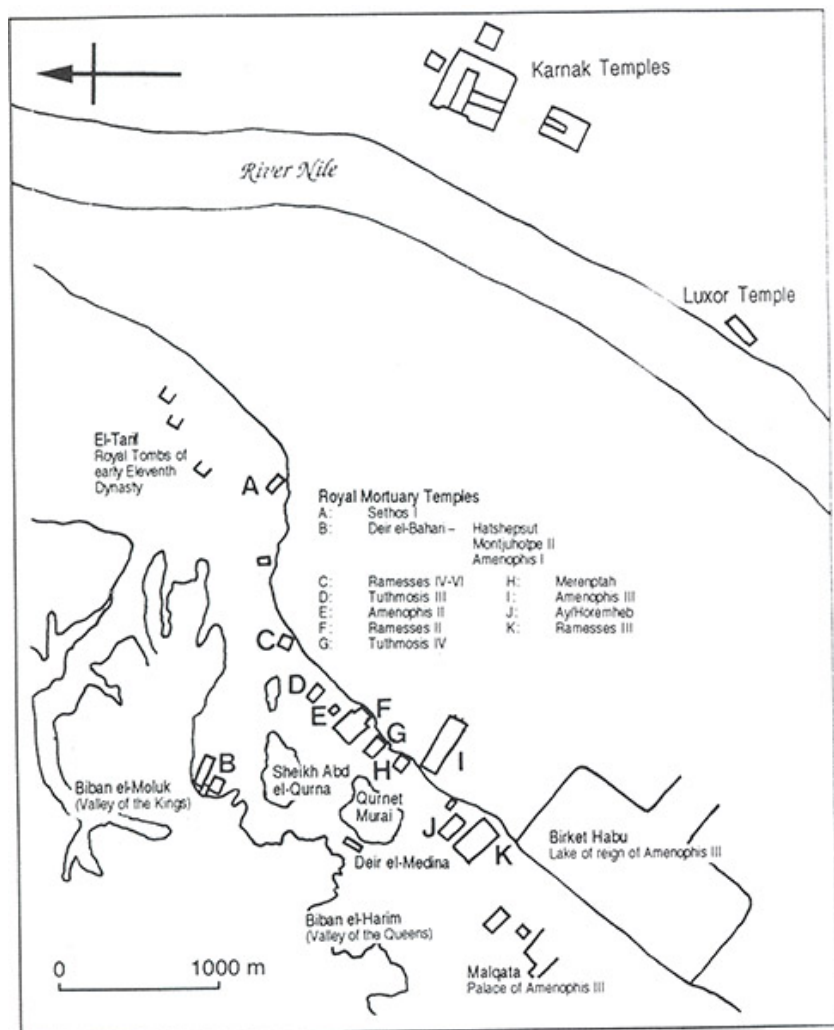 Karnak Temples
River Nile
Luxor Temple
El-Tarif
Royal Tombs of
early Eleventh
Dynasty
A
Royal Mortuary Temples
A: Sethos I
B: Deir el-Bahari – Hatshepsut
Montjuhotpe II
Amenophis I
C: Ramesses IV-VI H: Merenptah
D: Tuthmosis III I: Amenophis III
E: Amenophis II J: Ay/Horemheb
F: Ramesses II K: Ramesses III
G: Tuthmosis IV
C
D
E
F
G
H
I
B
Biban el-Moluk
(Valley of the Kings)
Sheikh Abd
el-Qurna
Qurnet
Murai
J
K
Birket Habu
Lake of reign of Amenophis III
Deir el-Medina
Biban el-Harim
(Valley of the Queens)
0 1000 m
Malqata
Palace of Amenophis III